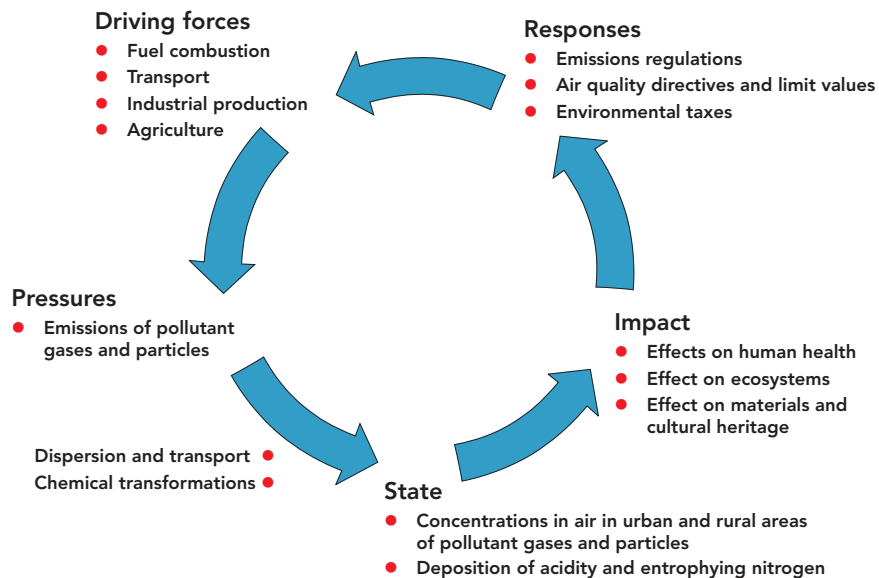 Driving forces
Fuel combustion
Transport
Industrial production
Agriculture
Responses
Emissions regulations
Air quality directives and limit values
Environmental taxes
Pressures
Emissions of pollutant
gases and particles
Impact
Effects on human health
Effect on ecosystems
Effect on materials and
cultural heritage
Dispersion and transport
Chemical transformations
State
Concentrations in air in urban and rural areas
of pollutant gases and particles
Deposition of acidity and entrophying nitrogen